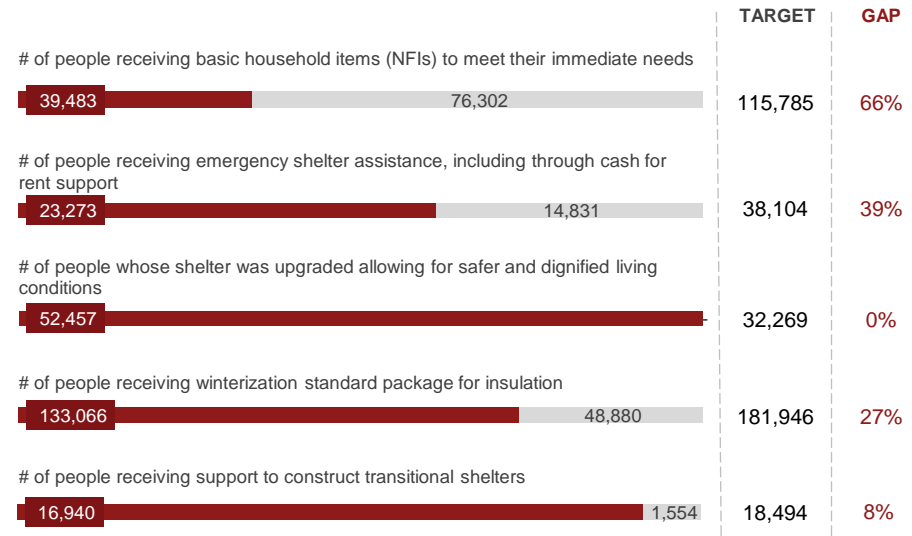 TARGET GAP
# of people receiving basic household items (NFIs) to meet their immediate needs
39,483 76,302 115,785 66%
# of people receiving emergency shelter assistance, including through cash for
rent support
23,273 14,831 38,104 39%
# of people whose shelter was upgraded allowing for safer and dignified living
conditions
52,457 - 32,269 0%
# of people receiving winterization standard package for insulation
133,066 48,880 181,946 27%
# of people receiving support to construct transitional shelters
16,940 1,554 18,494 8%